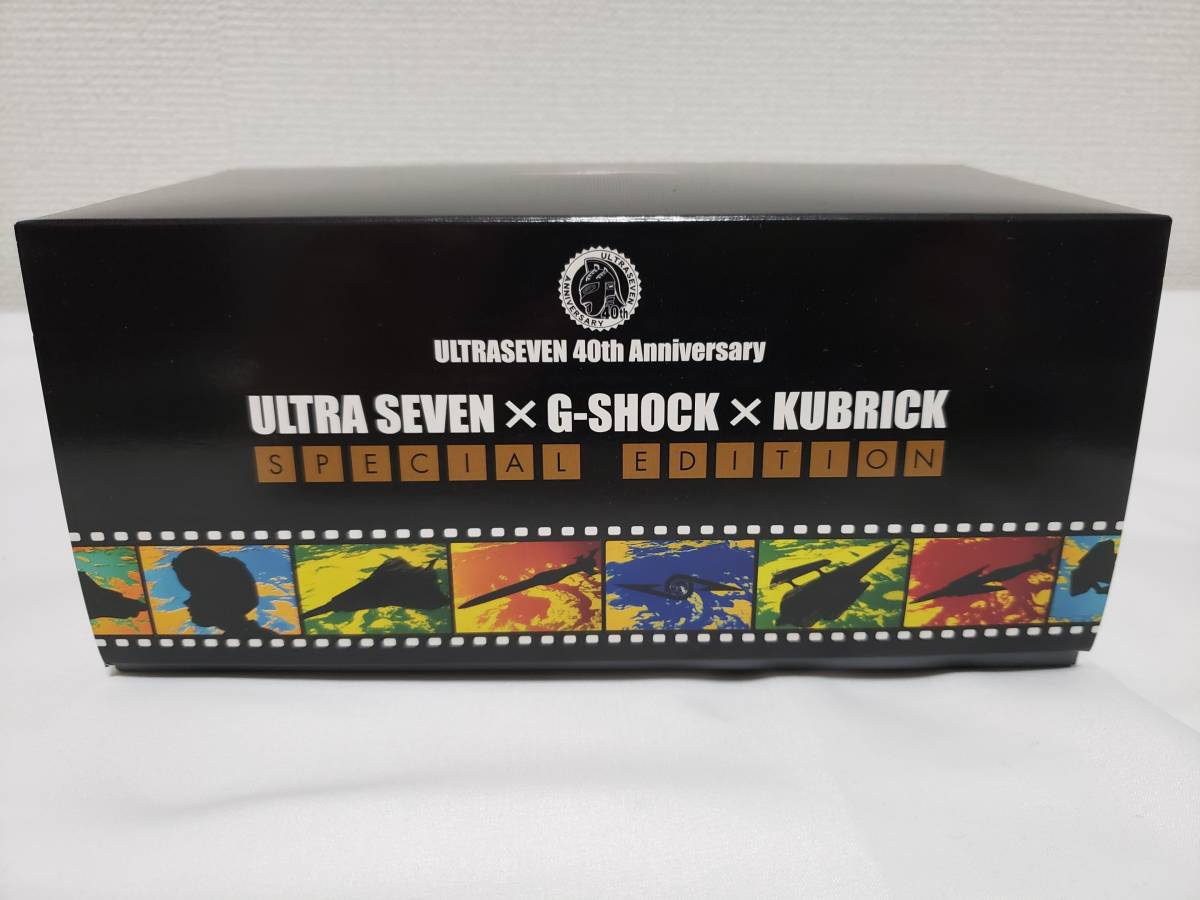 ULTRASEVEN
ANNIVERSARY
40th
ULTRASEVEN 40th Anniversary
ULTRA SEVEN × G-SHOCK × KUBRICK
SPECIAL EDITION